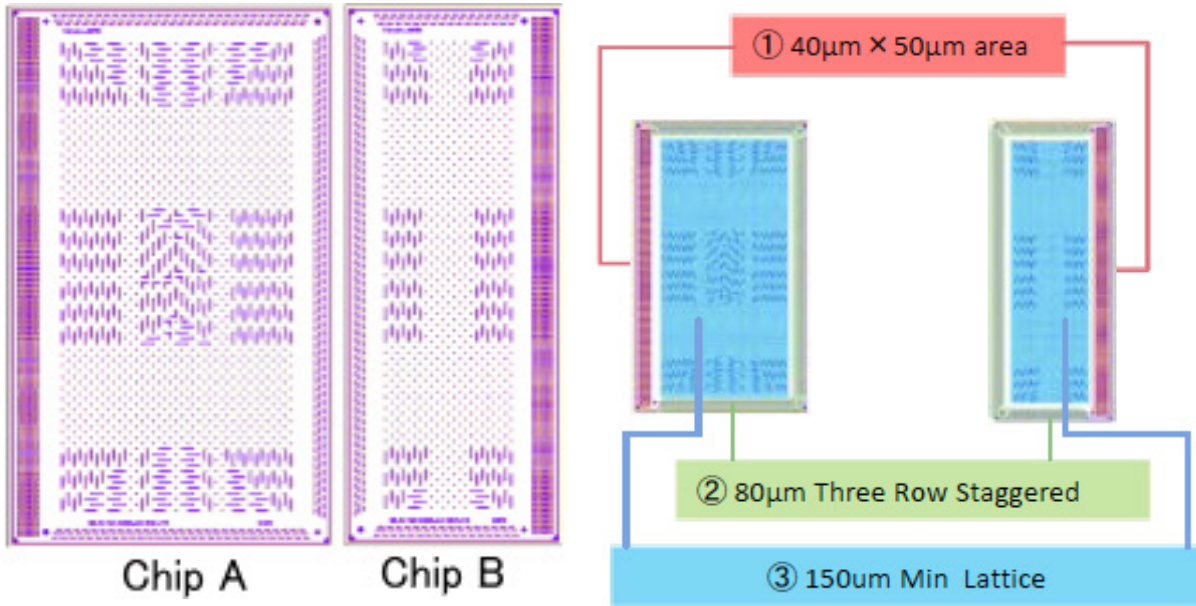 Chip A
Chip B
① 40μm × 50μm area
② 80μm Three Row Staggered
③ 150um Min Lattice